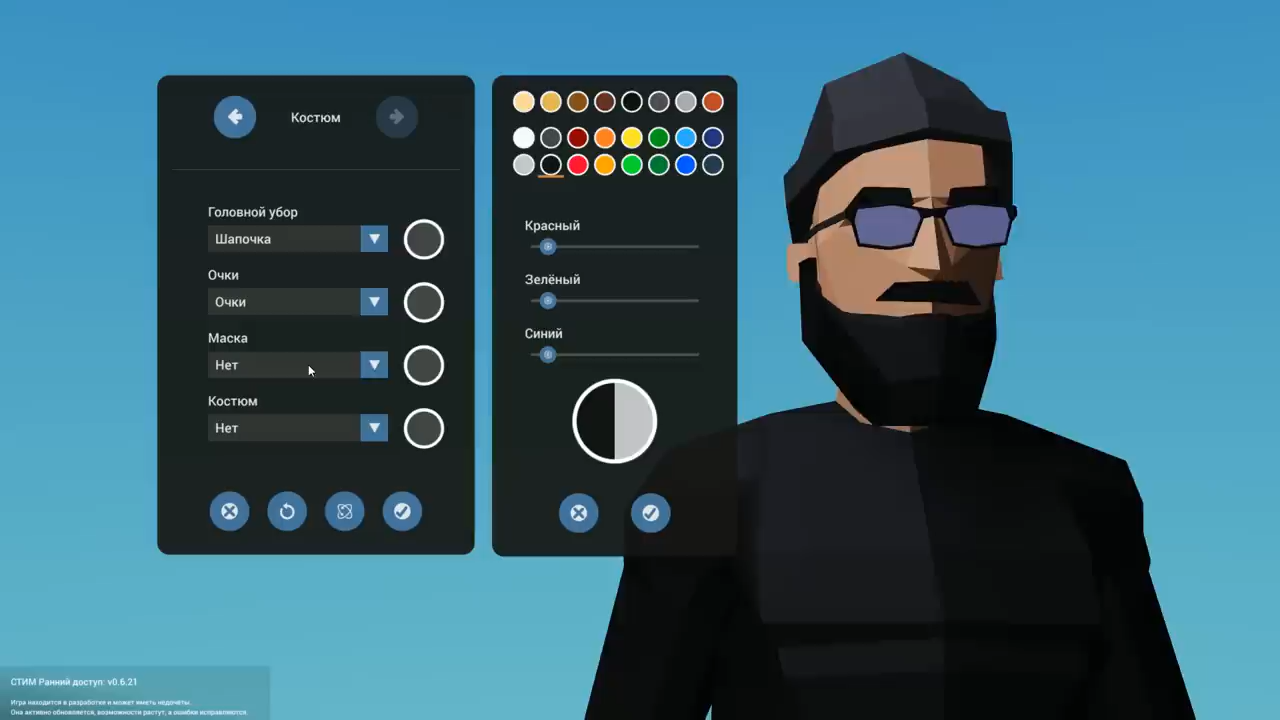 Костюм
Головной убор
Шапочка
Очки
Очки
Маска
Нет
Костюм
Нет
Красный
Зелёный
Синий
СТИМ Ранний доступ: v0.6.21
Игра находится в разработке и может иметь недочёты.
Она активно обновляется, возможности растут, а ошибки исправляются.